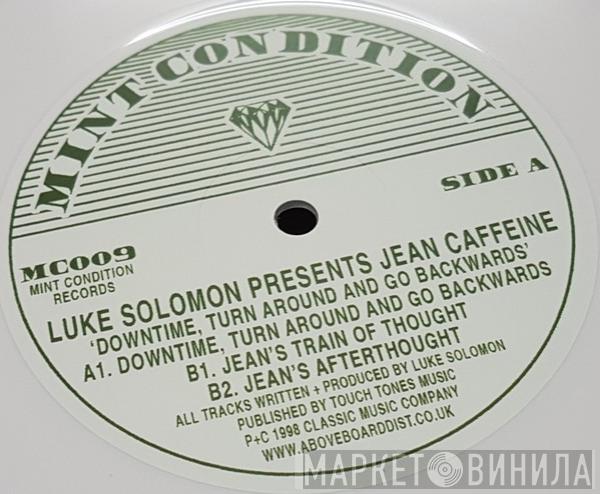 MINT CONDITION
SIDE A
MC009
MINT CONDITION
RECORDS
LUKE SOLOMON PRESENTS JEAN CAFFEINE
'DOWNTIME, TURN AROUND AND GO BACKWARDS'
A1. DOWNTIME, TURN AROUND AND GO BACKWARDS
B1. JEAN'S TRAIN OF THOUGHT
B2. JEAN'S AFTERTHOUGHT
ALL TRACKS WRITTEN + PRODUCED BY LUKE SOLOMON
PUBLISHED BY TOUCH TONES MUSIC
P+C 1998 CLASSIC MUSIC COMPANY
WWW.ABOVEBOARDDIST.CO.UK
МАРКЕТ ВИНИЛА